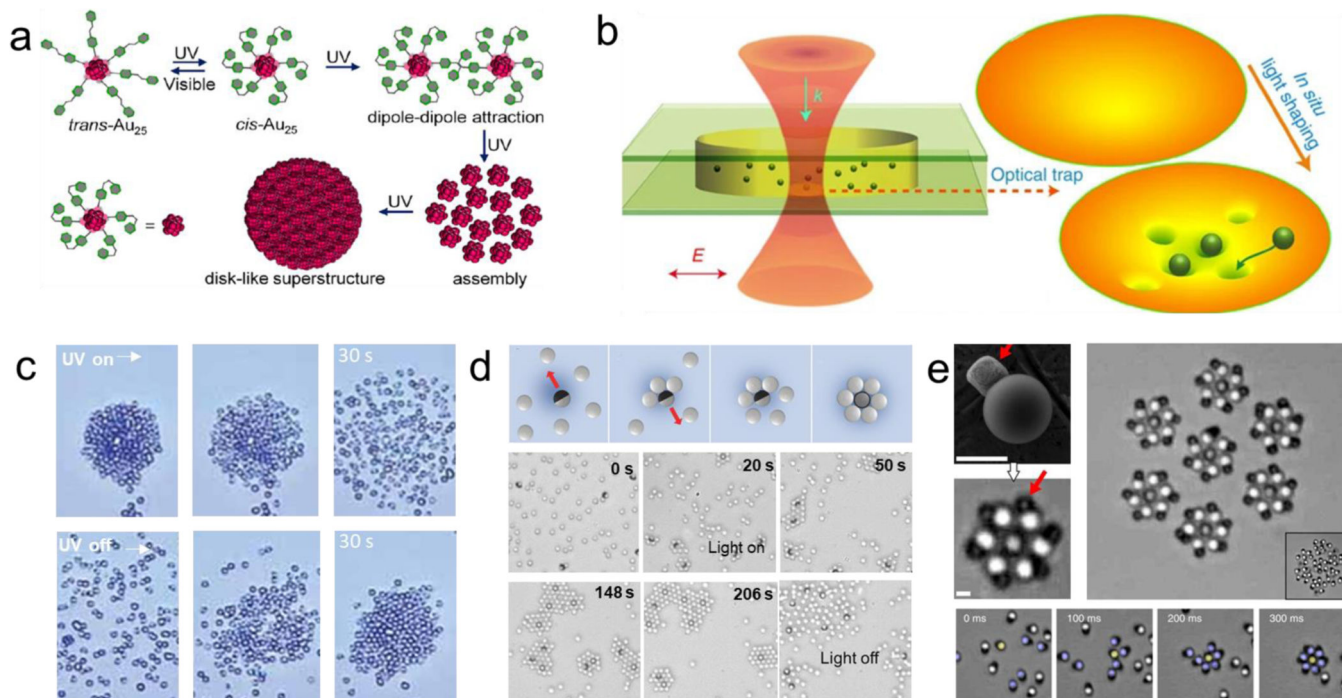 a
UV
Visible
UV
trans-Au25
cis-Au25
dipole-dipole attraction
UV
UV
=
disk-like superstructure
assembly
b
k
E
Optical trap
In situ
light shaping
c
UV on
30 s
UV off
30 s
d
0 s
20 s
50 s
Light on
148 s
206 s
Light off
e
0 ms
100 ms
200 ms
300 ms